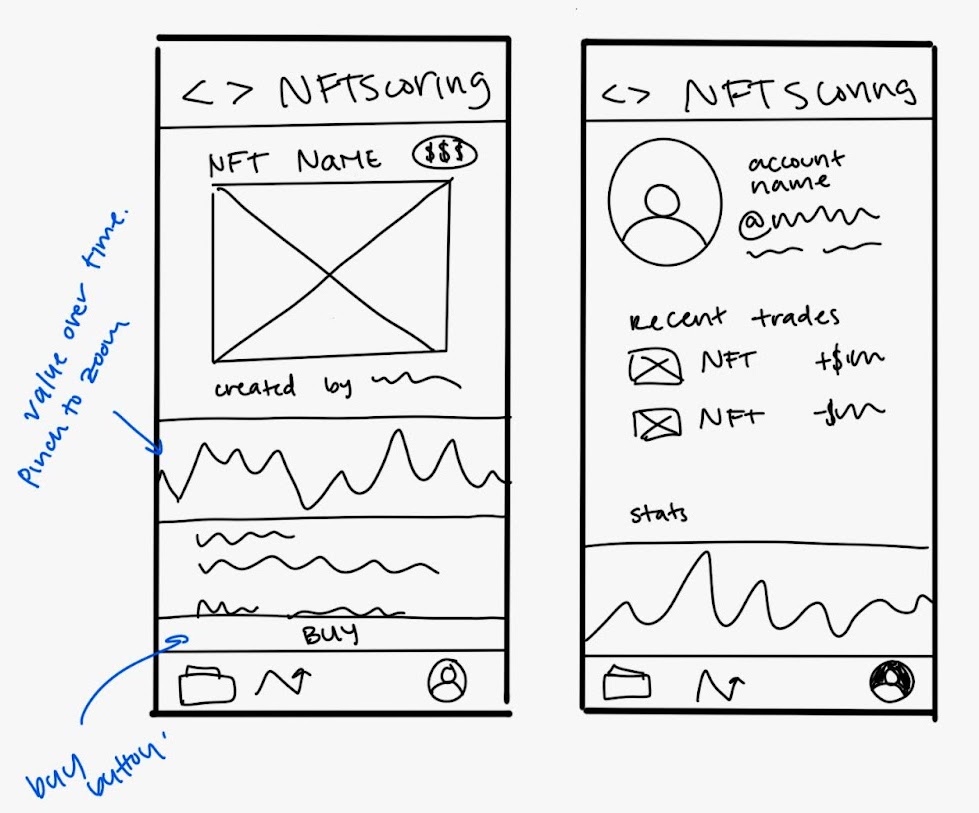 < > NFTScoring
NFT NAME $$$
created by
value over time.
Pinch to zoom
BUY
buy button
< > NFTScoring
account
name
@
Recent trades
NFT +$
NFT -$
stats